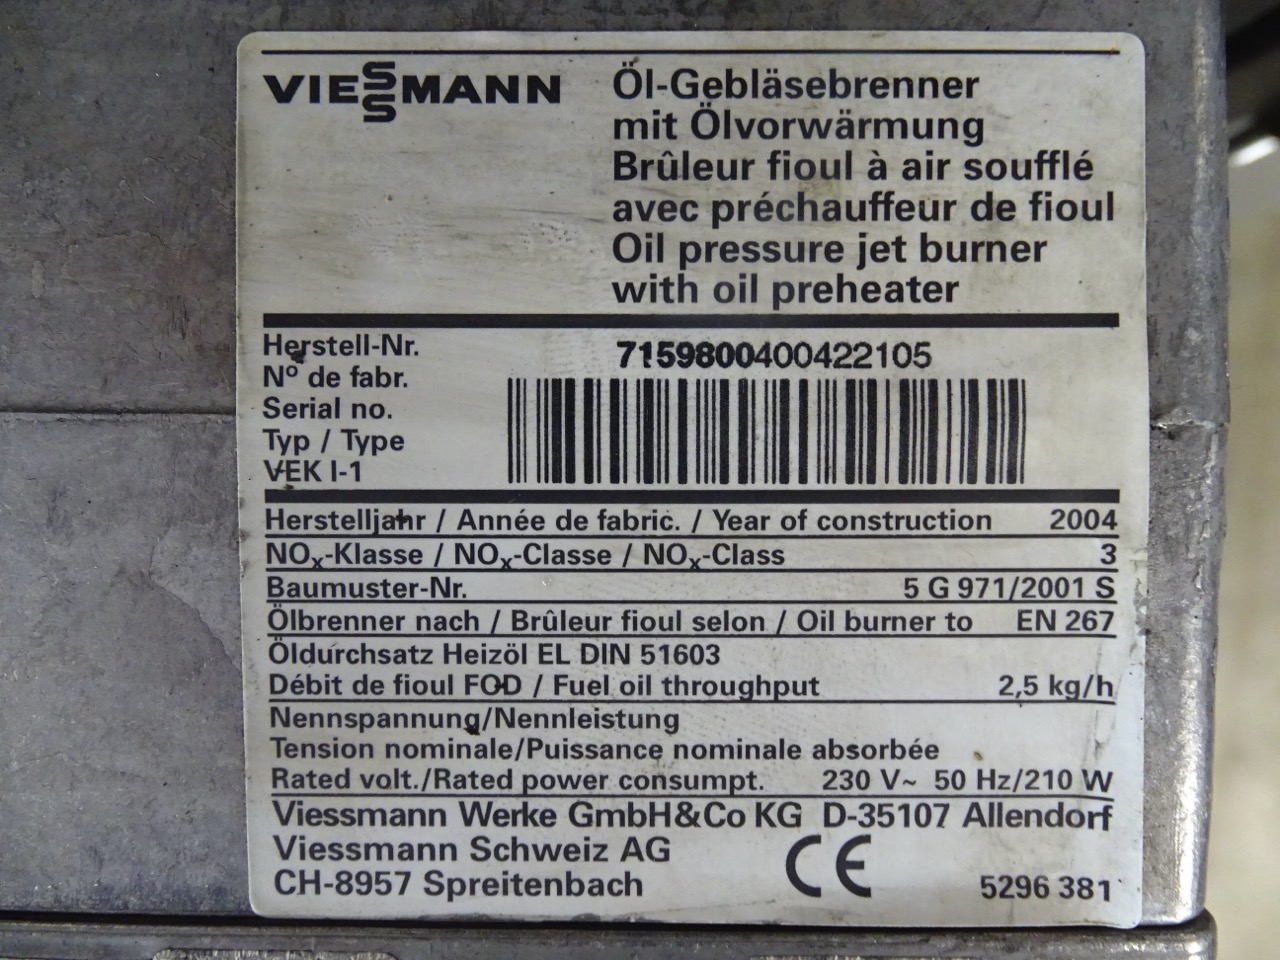 VIESSMANN
Öl-Gebläsebrenner
mit Ölvorwärmung
Brûleur fioul à air soufflé
avec préchauffeur de fioul
Oil pressure jet burner
with oil preheater
Herstell-Nr.
7159800400422105
N° de fabr.
Serial no.
Typ / Type
VEK I-1
Herstelljahr / Année de fabric. / Year of construction 2004
NOx-Klasse / NOx-Classe / NOx-Class 3
Baumuster-Nr. 5 G 971/2001 S
Ölbrenner nach / Brûleur fioul selon / Oil burner to EN 267
Öldurchsatz Heizöl EL DIN 51603
Débit de fioul FOD / Fuel oil throughput 2,5 kg/h
Nennspannung/Nennleistung
Tension nominale/Puissance nominale absorbée
Rated volt./Rated power consumpt. 230 V~ 50 Hz/210 W
Viessmann Werke GmbH&Co KG D-35107 Allendorf
Viessmann Schweiz AG
CH-8957 Spreitenbach
CE
5296 381